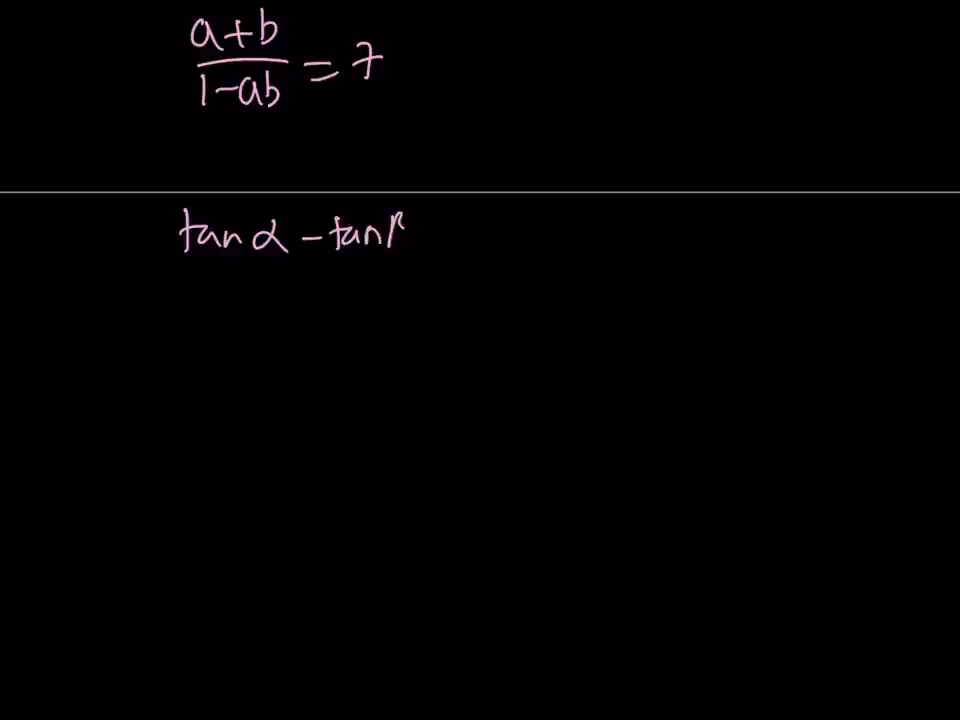 a+b
1-ab = 7
tan α - tan